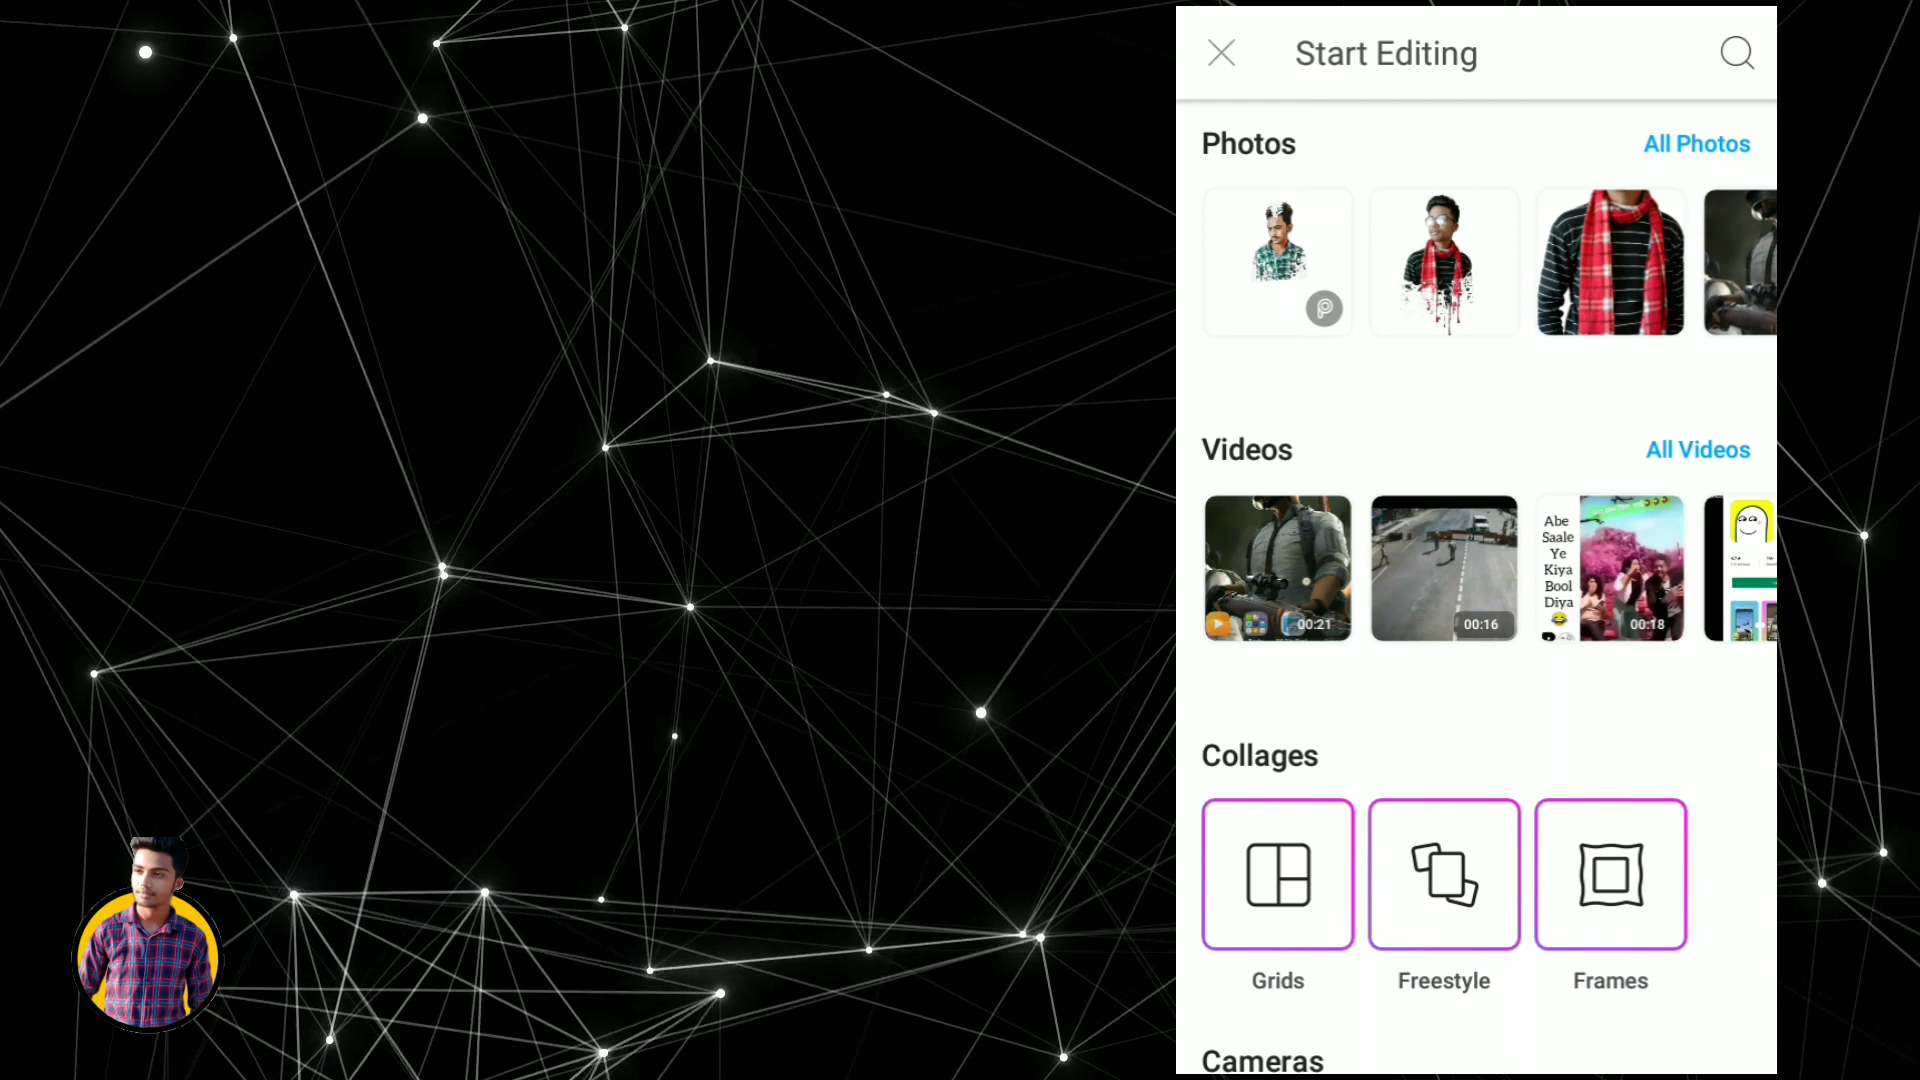 Start Editing
Photos
All Photos
Videos
All Videos
00:21
00:16
Abe
Saale
Ye
Kiya
Bool
Diya
😂
00:18
Collages
Grids
Freestyle
Frames
Cameras